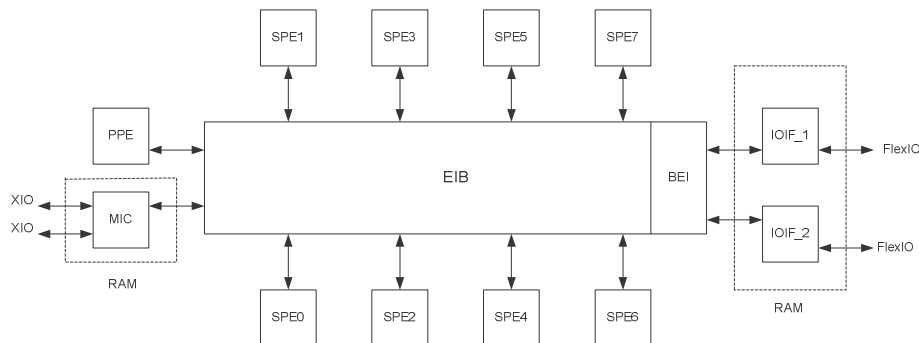 SPE1
SPE3
SPE5
SPE7
PPE
IOIF_1
FlexIO
EIB
BEI
XIO
MIC
XIO
IOIF_2
FlexIO
RAM
SPE0
SPE2
SPE4
SPE6
RAM